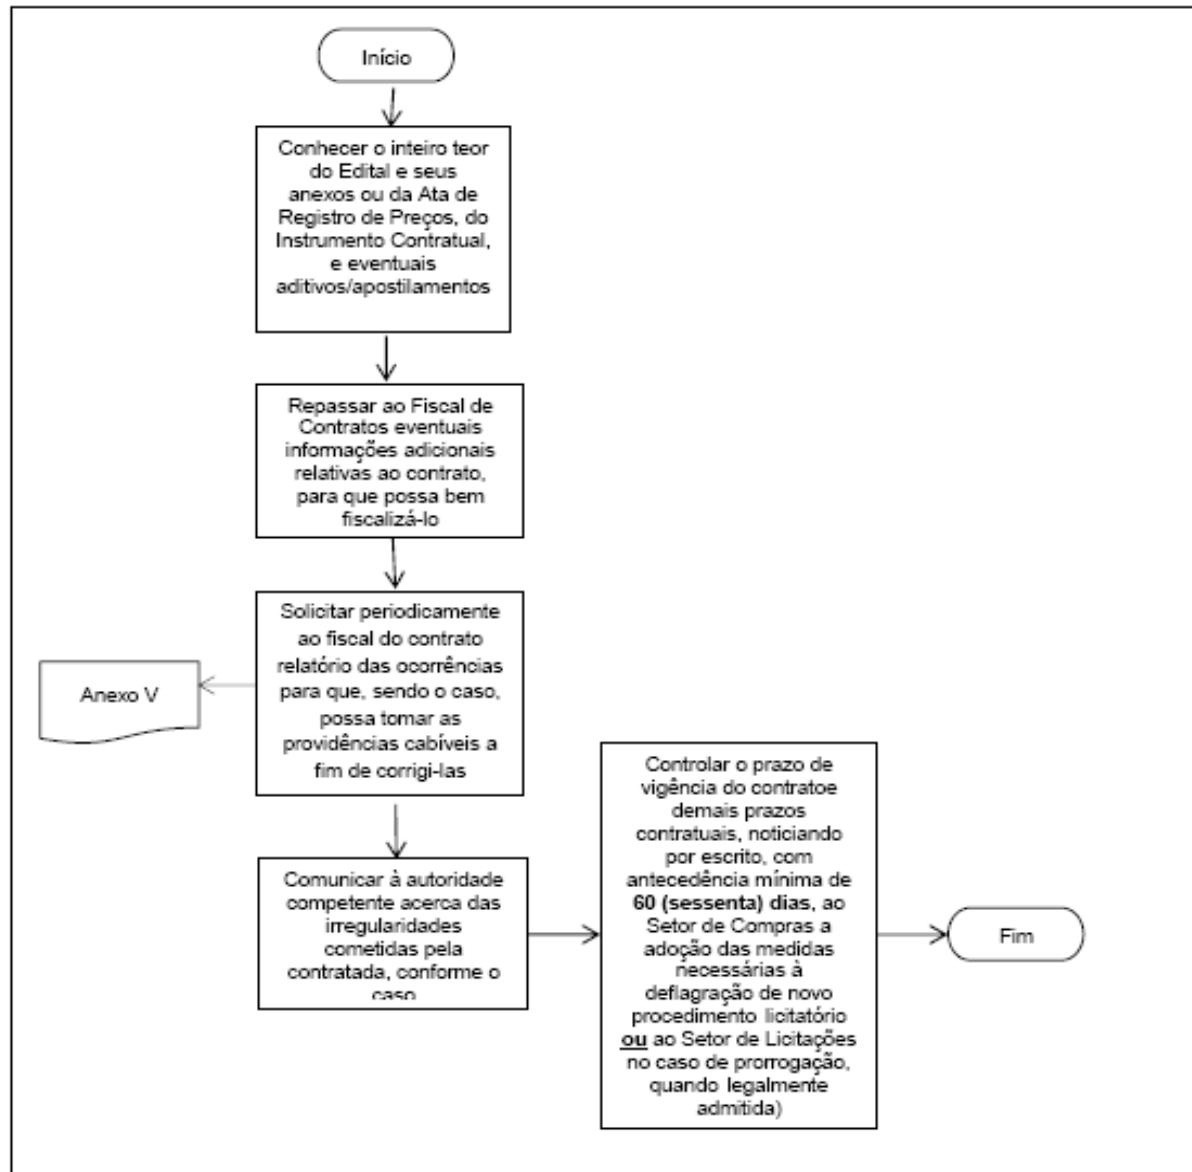 Início
Conhecer o inteiro teor
do Edital e seus
anexos ou da Ata de
Registro de Preços, do
Instrumento Contratual,
e eventuais
aditivos/apostilamentos
Repassar ao Fiscal de
Contratos eventuais
informações adicionais
relativas ao contrato,
para que possa bem
fiscalizá-lo
Solicitar periodicamente
ao fiscal do contrato
relatório das ocorrências
para que, sendo o caso,
possa tomar as
providências cabíveis a
fim de corrigi-las
Anexo V
Comunicar à autoridade
competente acerca das
irregularidades
cometidas pela
contratada, conforme o
caso
Controlar o prazo de
vigência do contratoe
demais prazos
contratuais, noticiando
por escrito, com
antecedência mínima de
60 (sessenta) dias, ao
Setor de Compras a
adoção das medidas
necessárias à
deflagração de novo
procedimento licitatório
ou ao Setor de Licitações
no caso de prorrogação,
quando legalmente
admitida)
Fim